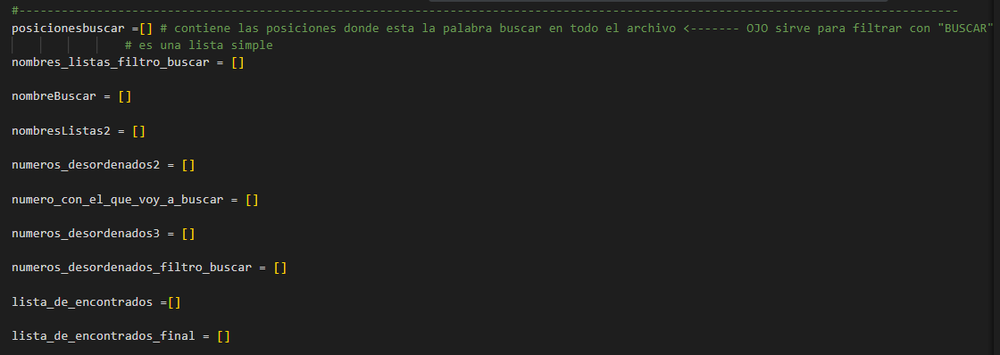 #--------------------------------------------------------------------------------------------------------------------------------------
posicionesbuscar =[] # contiene las posiciones donde esta la palabra buscar en todo el archivo <------- OJO sirve para filtrar con "BUSCAR"
# es una lista simple
nombres_listas_filtro_buscar = []
nombreBuscar = []
nombresListas2 = []
numeros_desordenados2 = []
numero_con_el_que_voy_a_buscar = []
numeros_desordenados3 = []
numeros_desordenados_filtro_buscar = []
lista_de_encontrados =[]
lista_de_encontrados_final = []